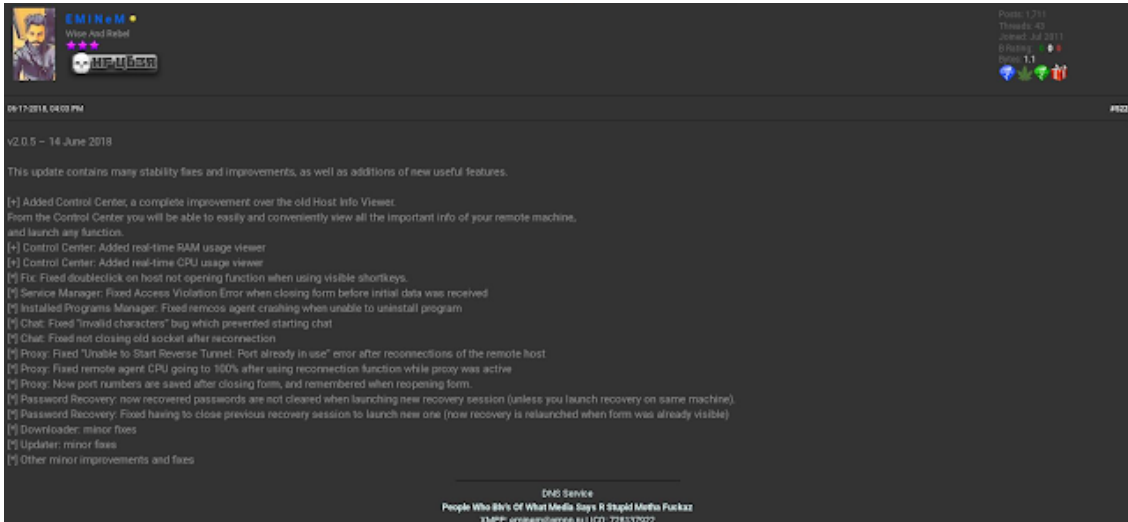 E M I N e M
Wise And Rebel
HF Ц6ЗЯ
Posts: 1,711
Threads: 43
Joined: Jul 2011
B Rating: 0 0 0
Bytes: 1.1
06-17-2018, 04:03 PM
#822
v2.0.5 – 14 June 2018
This update contains many stability fixes and improvements, as well as additions of new useful features.
[+] Added Control Center, a complete improvement over the old Host Info Viewer.
From the Control Center you will be able to easily and conveniently view all the important info of your remote machine,
and launch any function.
[+] Control Center: Added real-time RAM usage viewer
[+] Control Center: Added real-time CPU usage viewer
[*] Fix: Fixed doubleclick on host not opening function when using visible shortkeys.
[*] Service Manager: Fixed Access Violation Error when closing form before initial data was received
[*] Installed Programs Manager: Fixed remcos agent crashing when unable to uninstall program
[*] Chat: Fixed "Invalid characters" bug which prevented starting chat
[*] Chat: Fixed not closing old socket after reconnection
[*] Proxy: Fixed "Unable to Start Reverse Tunnel: Port already in use" error after reconnections of the remote host
[*] Proxy: Fixed remote agent CPU going to 100% after using reconnection function while proxy was active
[*] Proxy: Now port numbers are saved after closing form, and remembered when reopening form.
[*] Password Recovery: now recovered passwords are not cleared when launching new recovery session (unless you launch recovery on same machine).
[*] Password Recovery: Fixed having to close previous recovery session to launch new one (now recovery is relaunched when form was already visible)
[*] Downloader: minor fixes
[*] Updater: minor fixes
[*] Other minor improvements and fixes
DNS Service
People Who Blv's Of What Media Says R Stupid Motha Fuckaz